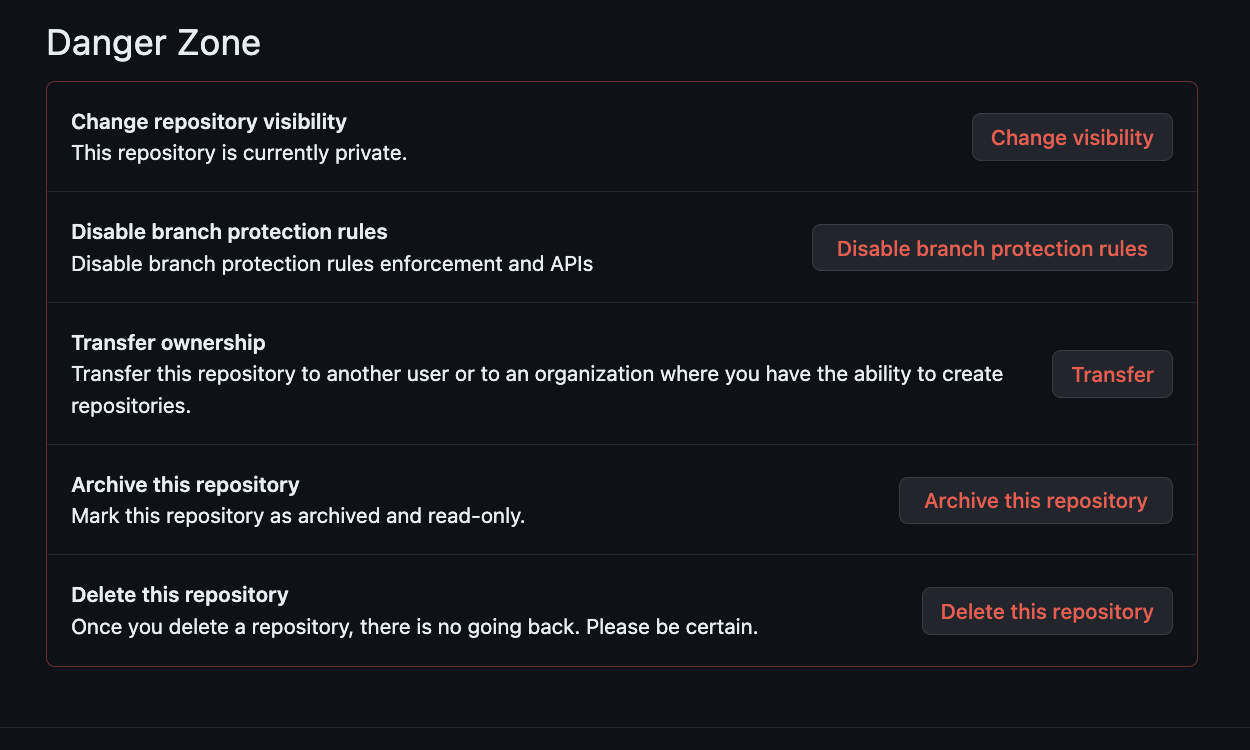 Danger Zone
Change repository visibility
This repository is currently private.
Change visibility
Disable branch protection rules
Disable branch protection rules enforcement and APIs
Disable branch protection rules
Transfer ownership
Transfer this repository to another user or to an organization where you have the ability to create
repositories.
Transfer
Archive this repository
Mark this repository as archived and read-only.
Archive this repository
Delete this repository
Once you delete a repository, there is no going back. Please be certain.
Delete this repository